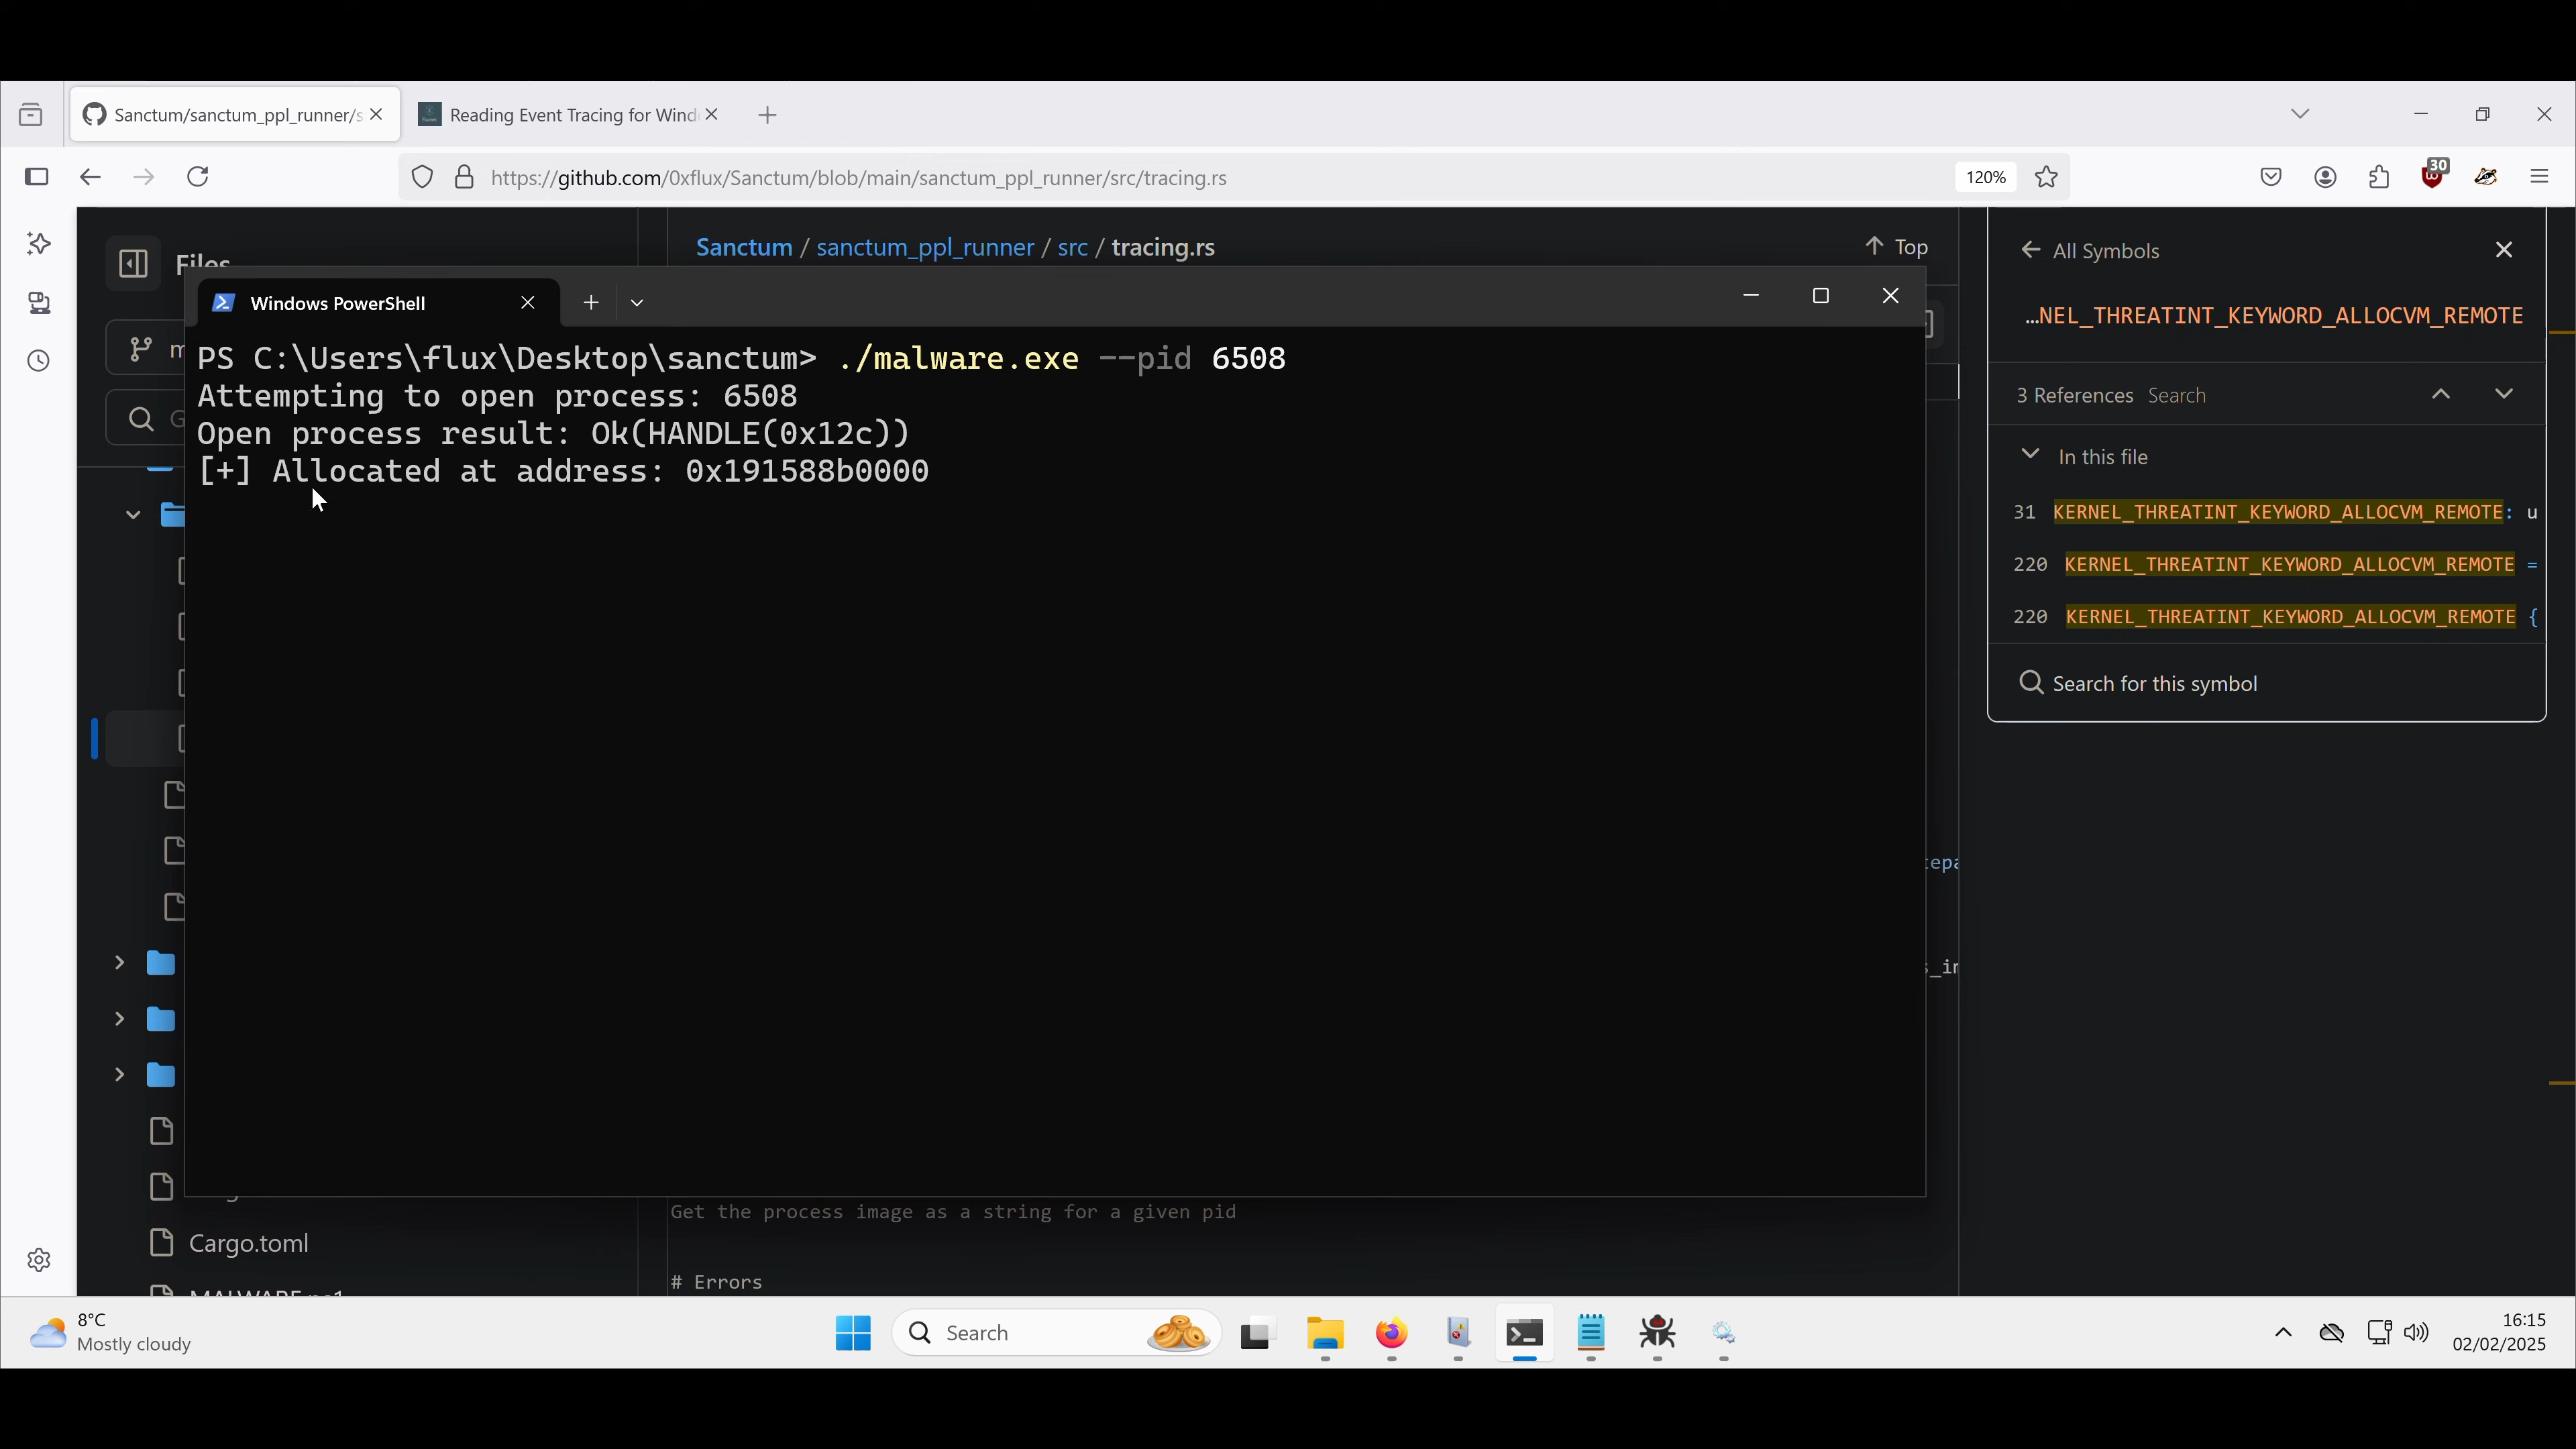 Sanctum/sanctum_ppl_runner/s
Reading Event Tracing for Wind
https://github.com/0xflux/Sanctum/blob/main/sanctum_ppl_runner/src/tracing.rs
120%
30
Files
Sanctum / sanctum_ppl_runner / src / tracing.rs
Top
All Symbols
Windows PowerShell
…NEL_THREATINT_KEYWORD_ALLOCVM_REMOTE
PS C:\Users\flux\Desktop\sanctum> ./malware.exe --pid 6508
Attempting to open process: 6508
Open process result: Ok(HANDLE(0x12c))
[+] Allocated at address: 0x191588b0000
3 References Search
In this file
31 KERNEL_THREATINT_KEYWORD_ALLOCVM_REMOTE: u
220 KERNEL_THREATINT_KEYWORD_ALLOCVM_REMOTE =
220 KERNEL_THREATINT_KEYWORD_ALLOCVM_REMOTE {
Search for this symbol
Get the process image as a string for a given pid
Cargo.toml
# Errors
8°C
Mostly cloudy
Search
16:15
02/02/2025